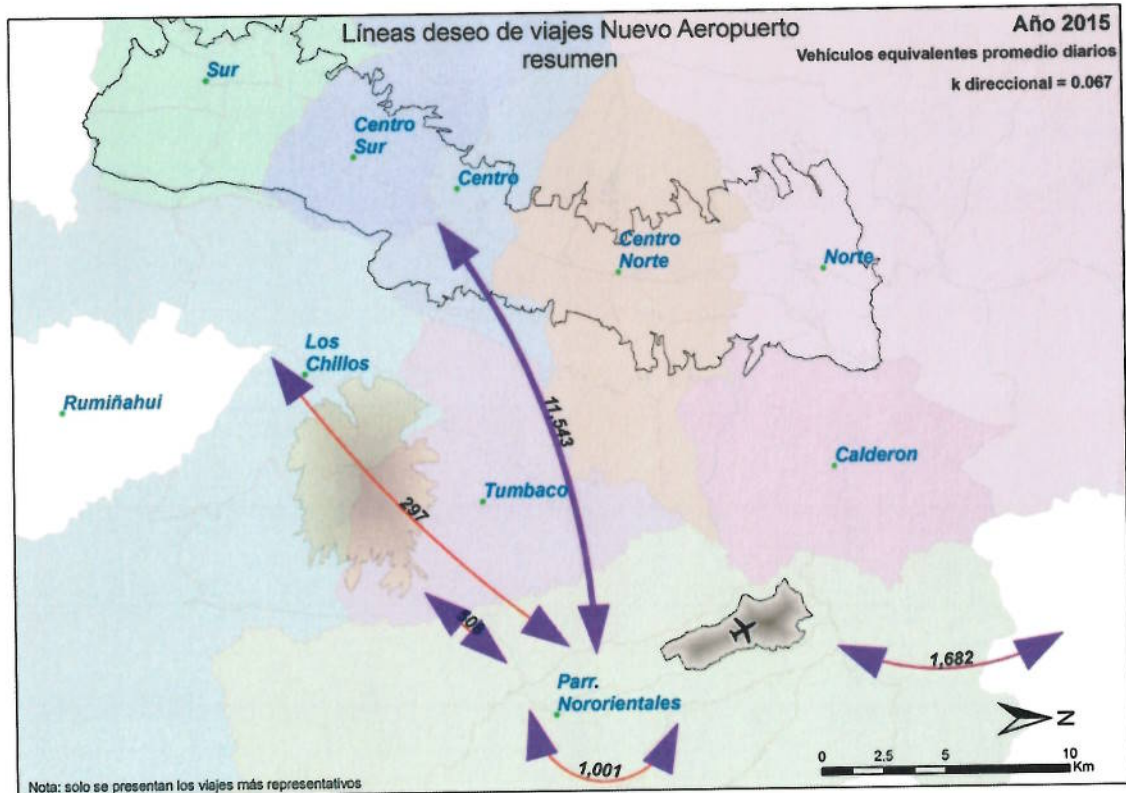 Líneas deseo de viajes Nuevo Aeropuerto
resumen
Año 2015
Vehículos equivalentes promedio diarios
k direccional = 0.067
Sur
Centro
Sur
Centro
Centro
Norte
Norte
Los
Chillos
Rumiñahui
11,543
Calderon
Tumbaco
297
1,682
Parr.
Nororientales
1,001
N
0 2.5 5 10
Km
Nota: solo se presentan los viajes más representativos